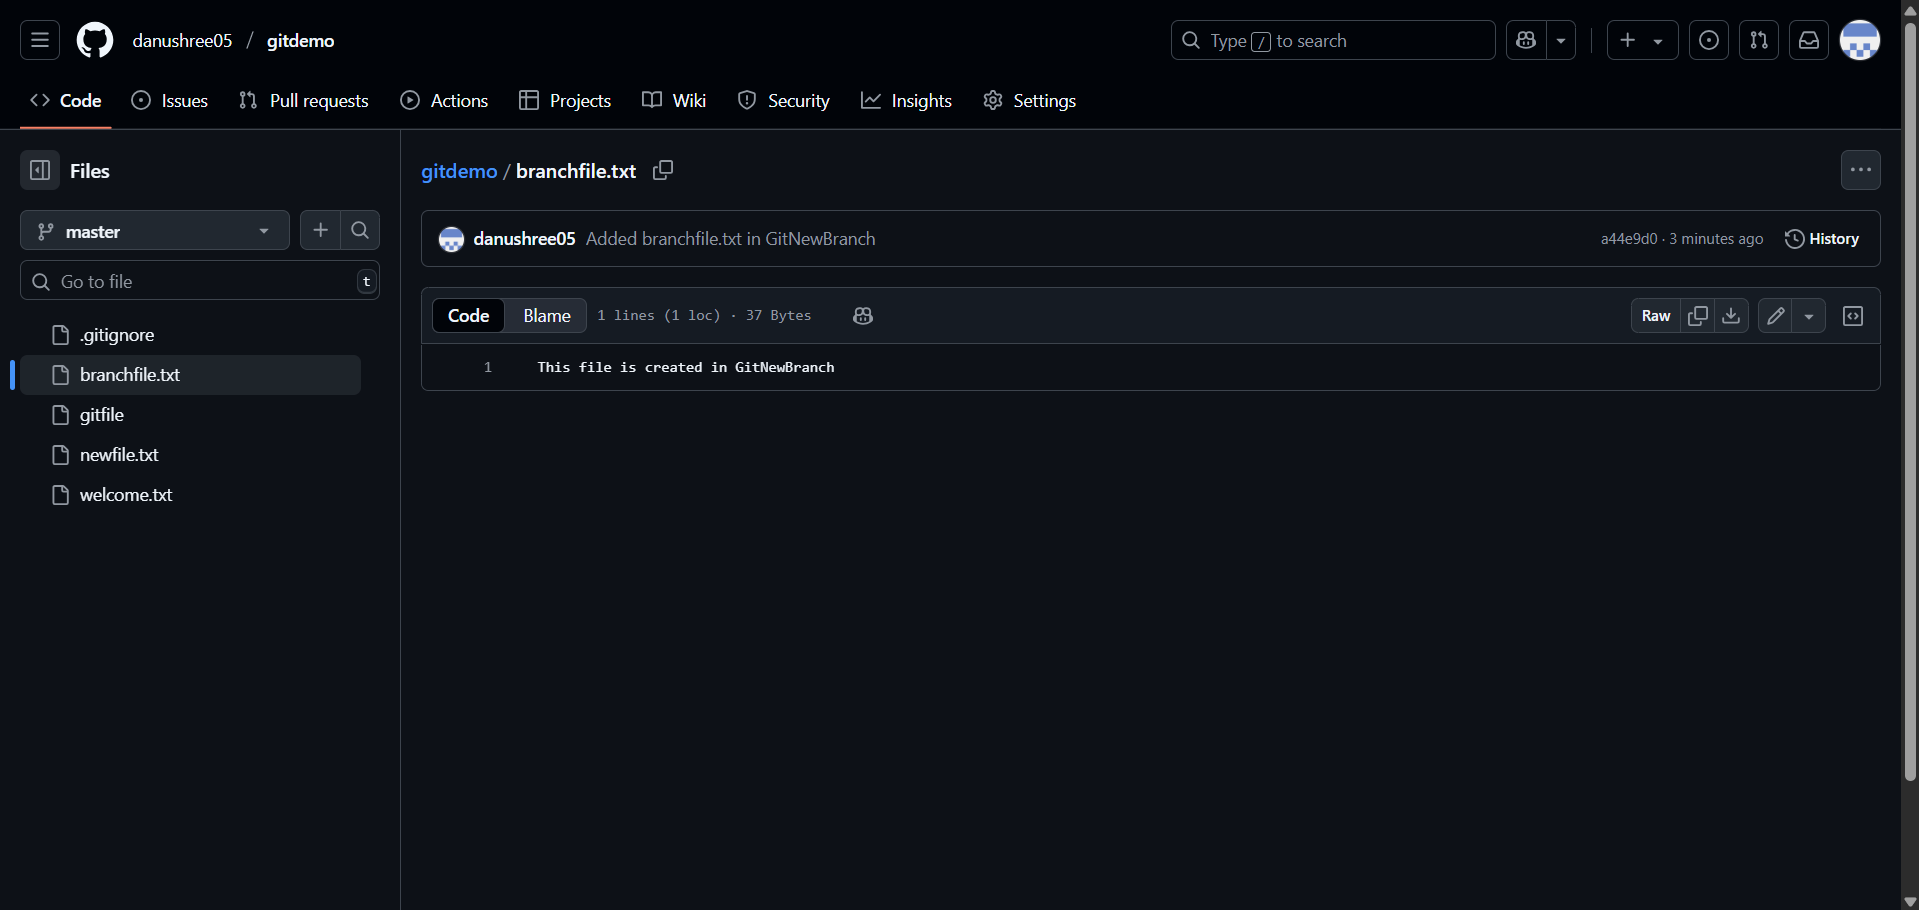 danushree05 / gitdemo
Type / to search
Code Issues Pull requests Actions Projects Wiki Security Insights Settings
Files
master
Go to file t
.gitignore
branchfile.txt
gitfile
newfile.txt
welcome.txt
gitdemo / branchfile.txt
danushree05 Added branchfile.txt in GitNewBranch a44e9d0 · 3 minutes ago History
Code Blame 1 lines (1 loc) · 37 Bytes Raw
1 This file is created in GitNewBranch